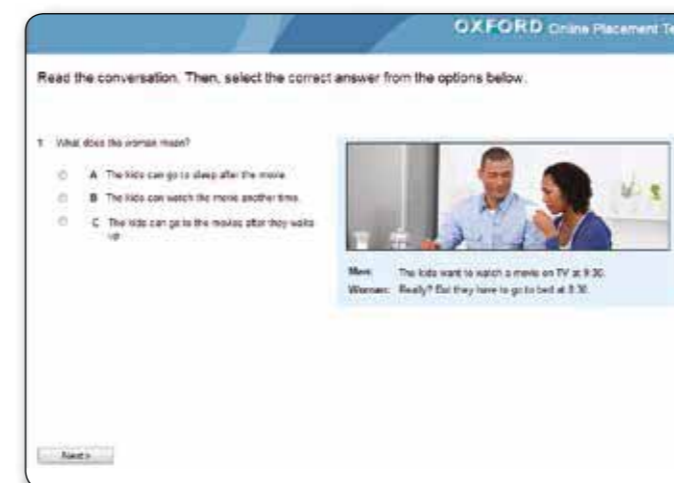 OXFORD Online Placement Te
Read the conversation. Then, select the correct answer from the options below.
1 What does the woman mean?
A The kids can go to sleep after the movie.
B The kids can watch the movie another time.
C The kids can go to the movies after they wake
up.
Man: The kids want to watch a movie on TV at 9:30.
Woman: Really? But they have to go to bed at 8:30.
Next >